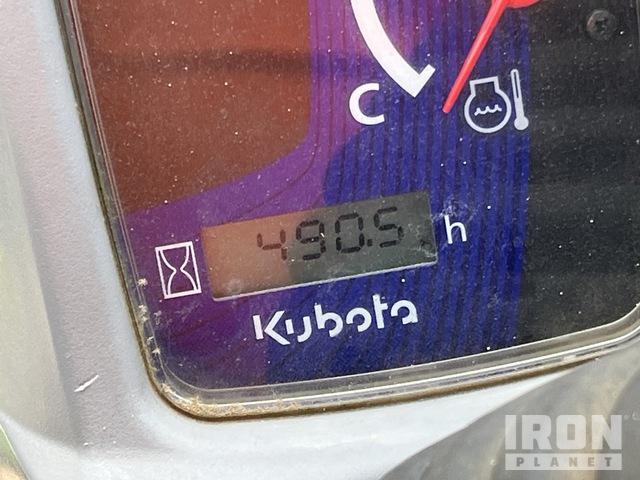 C
490.5 h
Kubota
IRON
PLANET